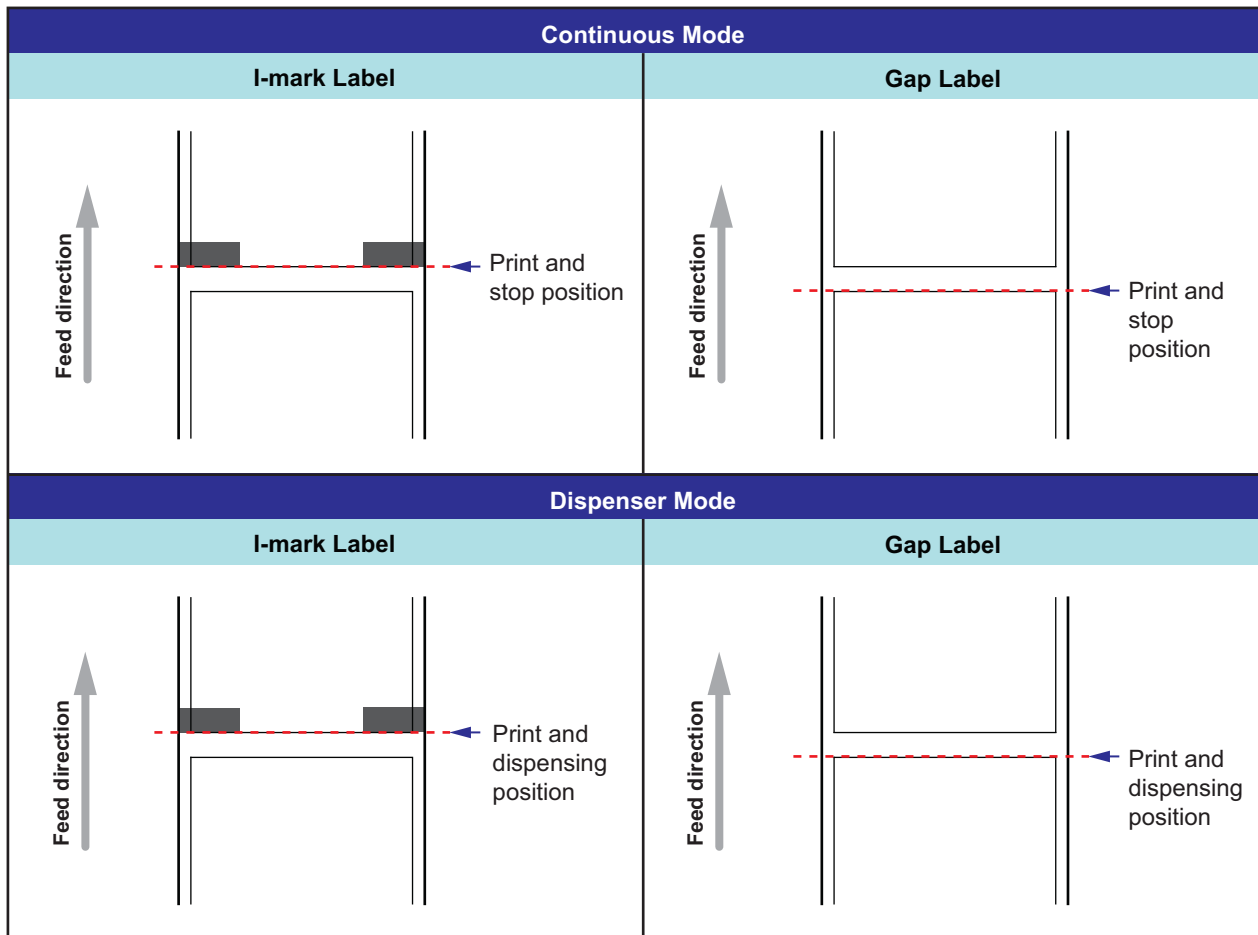 Continuous Mode
I-mark Label
Gap Label
Feed direction
Print and
stop position
Feed direction
Print and
stop
position
Dispenser Mode
I-mark Label
Gap Label
Feed direction
Print and
dispensing
position
Feed direction
Print and
dispensing
position